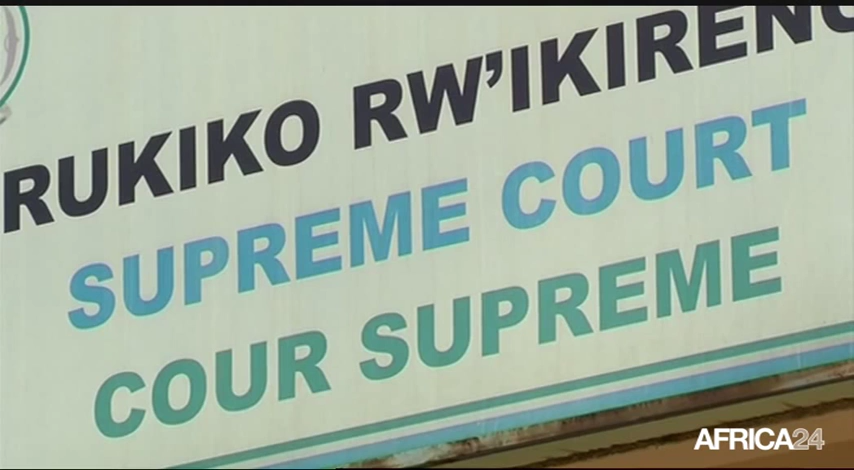 RUKIKO RW'IKIRENG
SUPREME COURT
COUR SUPREME
AFRICA24